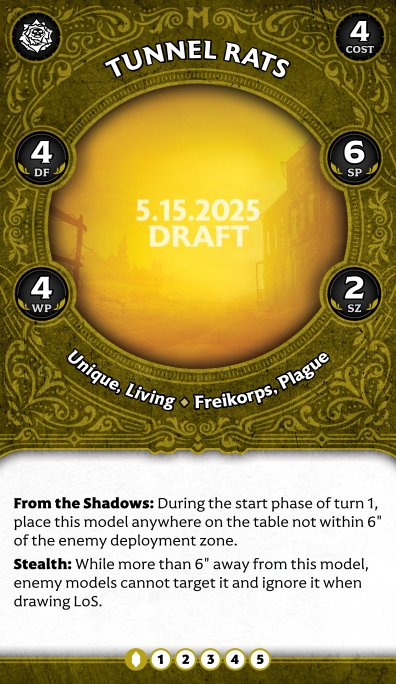 4
COST
TUNNEL RATS
4
DF
6
SP
5.15.2025
DRAFT
4
WP
2
SZ
Unique, Living ⬥ Freikorps, Plague
From the Shadows: During the start phase of turn 1,
place this model anywhere on the table not within 6"
of the enemy deployment zone.
Stealth: While more than 6" away from this model,
enemy models cannot target it and ignore it when
drawing LoS.
1 2 3 4 5